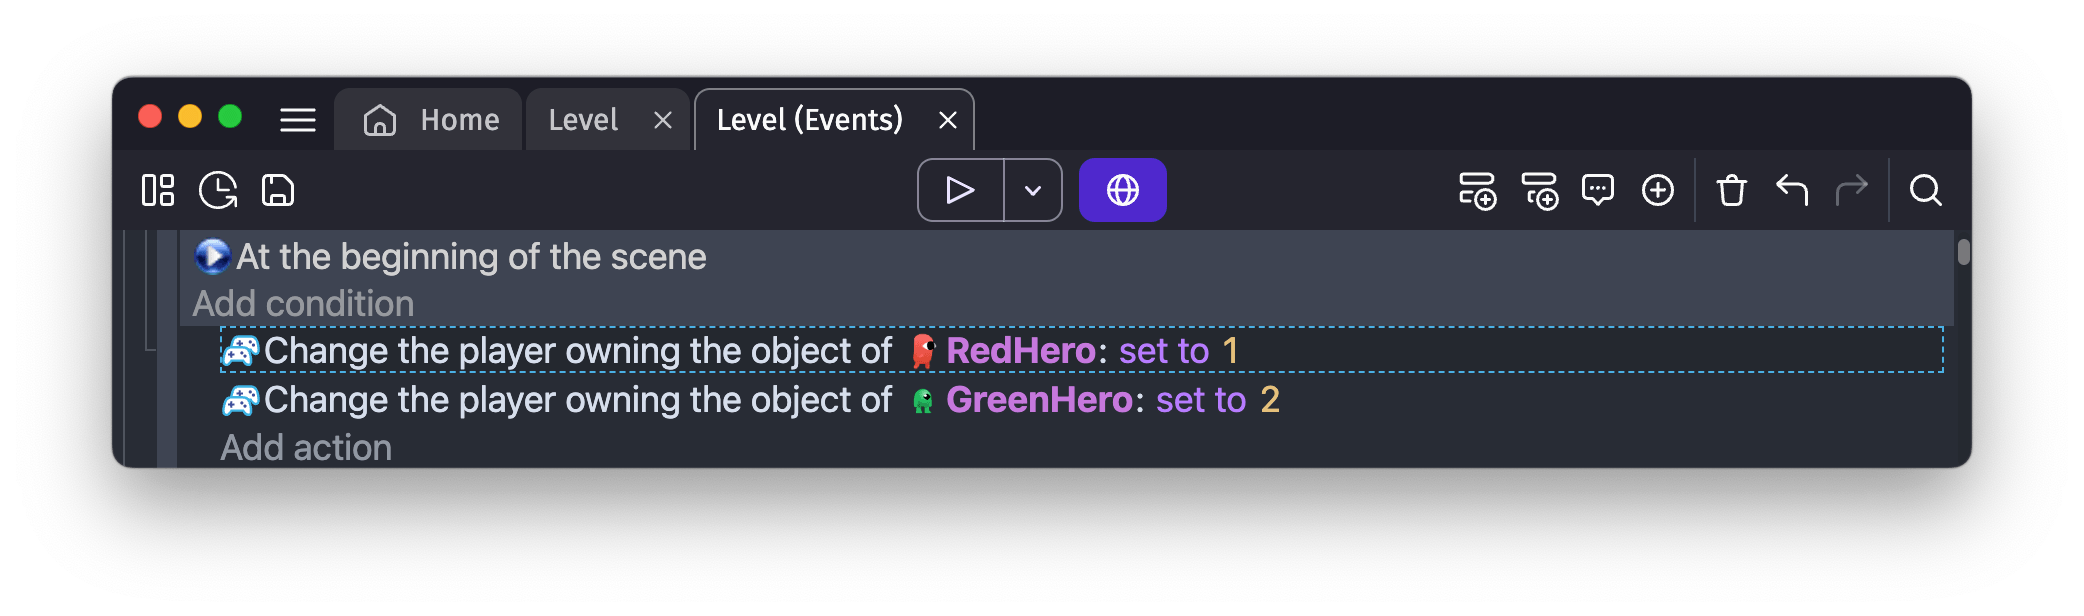 Home Level Level (Events)
At the beginning of the scene
Add condition
Change the player owning the object of RedHero: set to 1
Change the player owning the object of GreenHero: set to 2
Add action